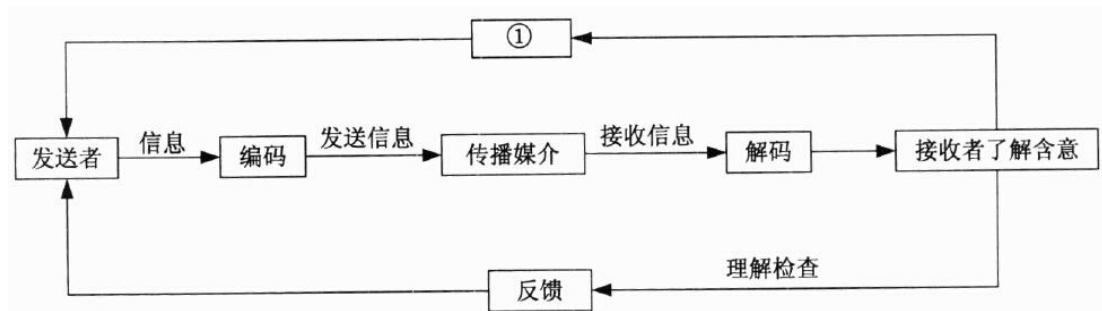 ①
发送者
信息
编码
发送信息
传播媒介
接收信息
解码
接收者了解含意
理解检查
反馈